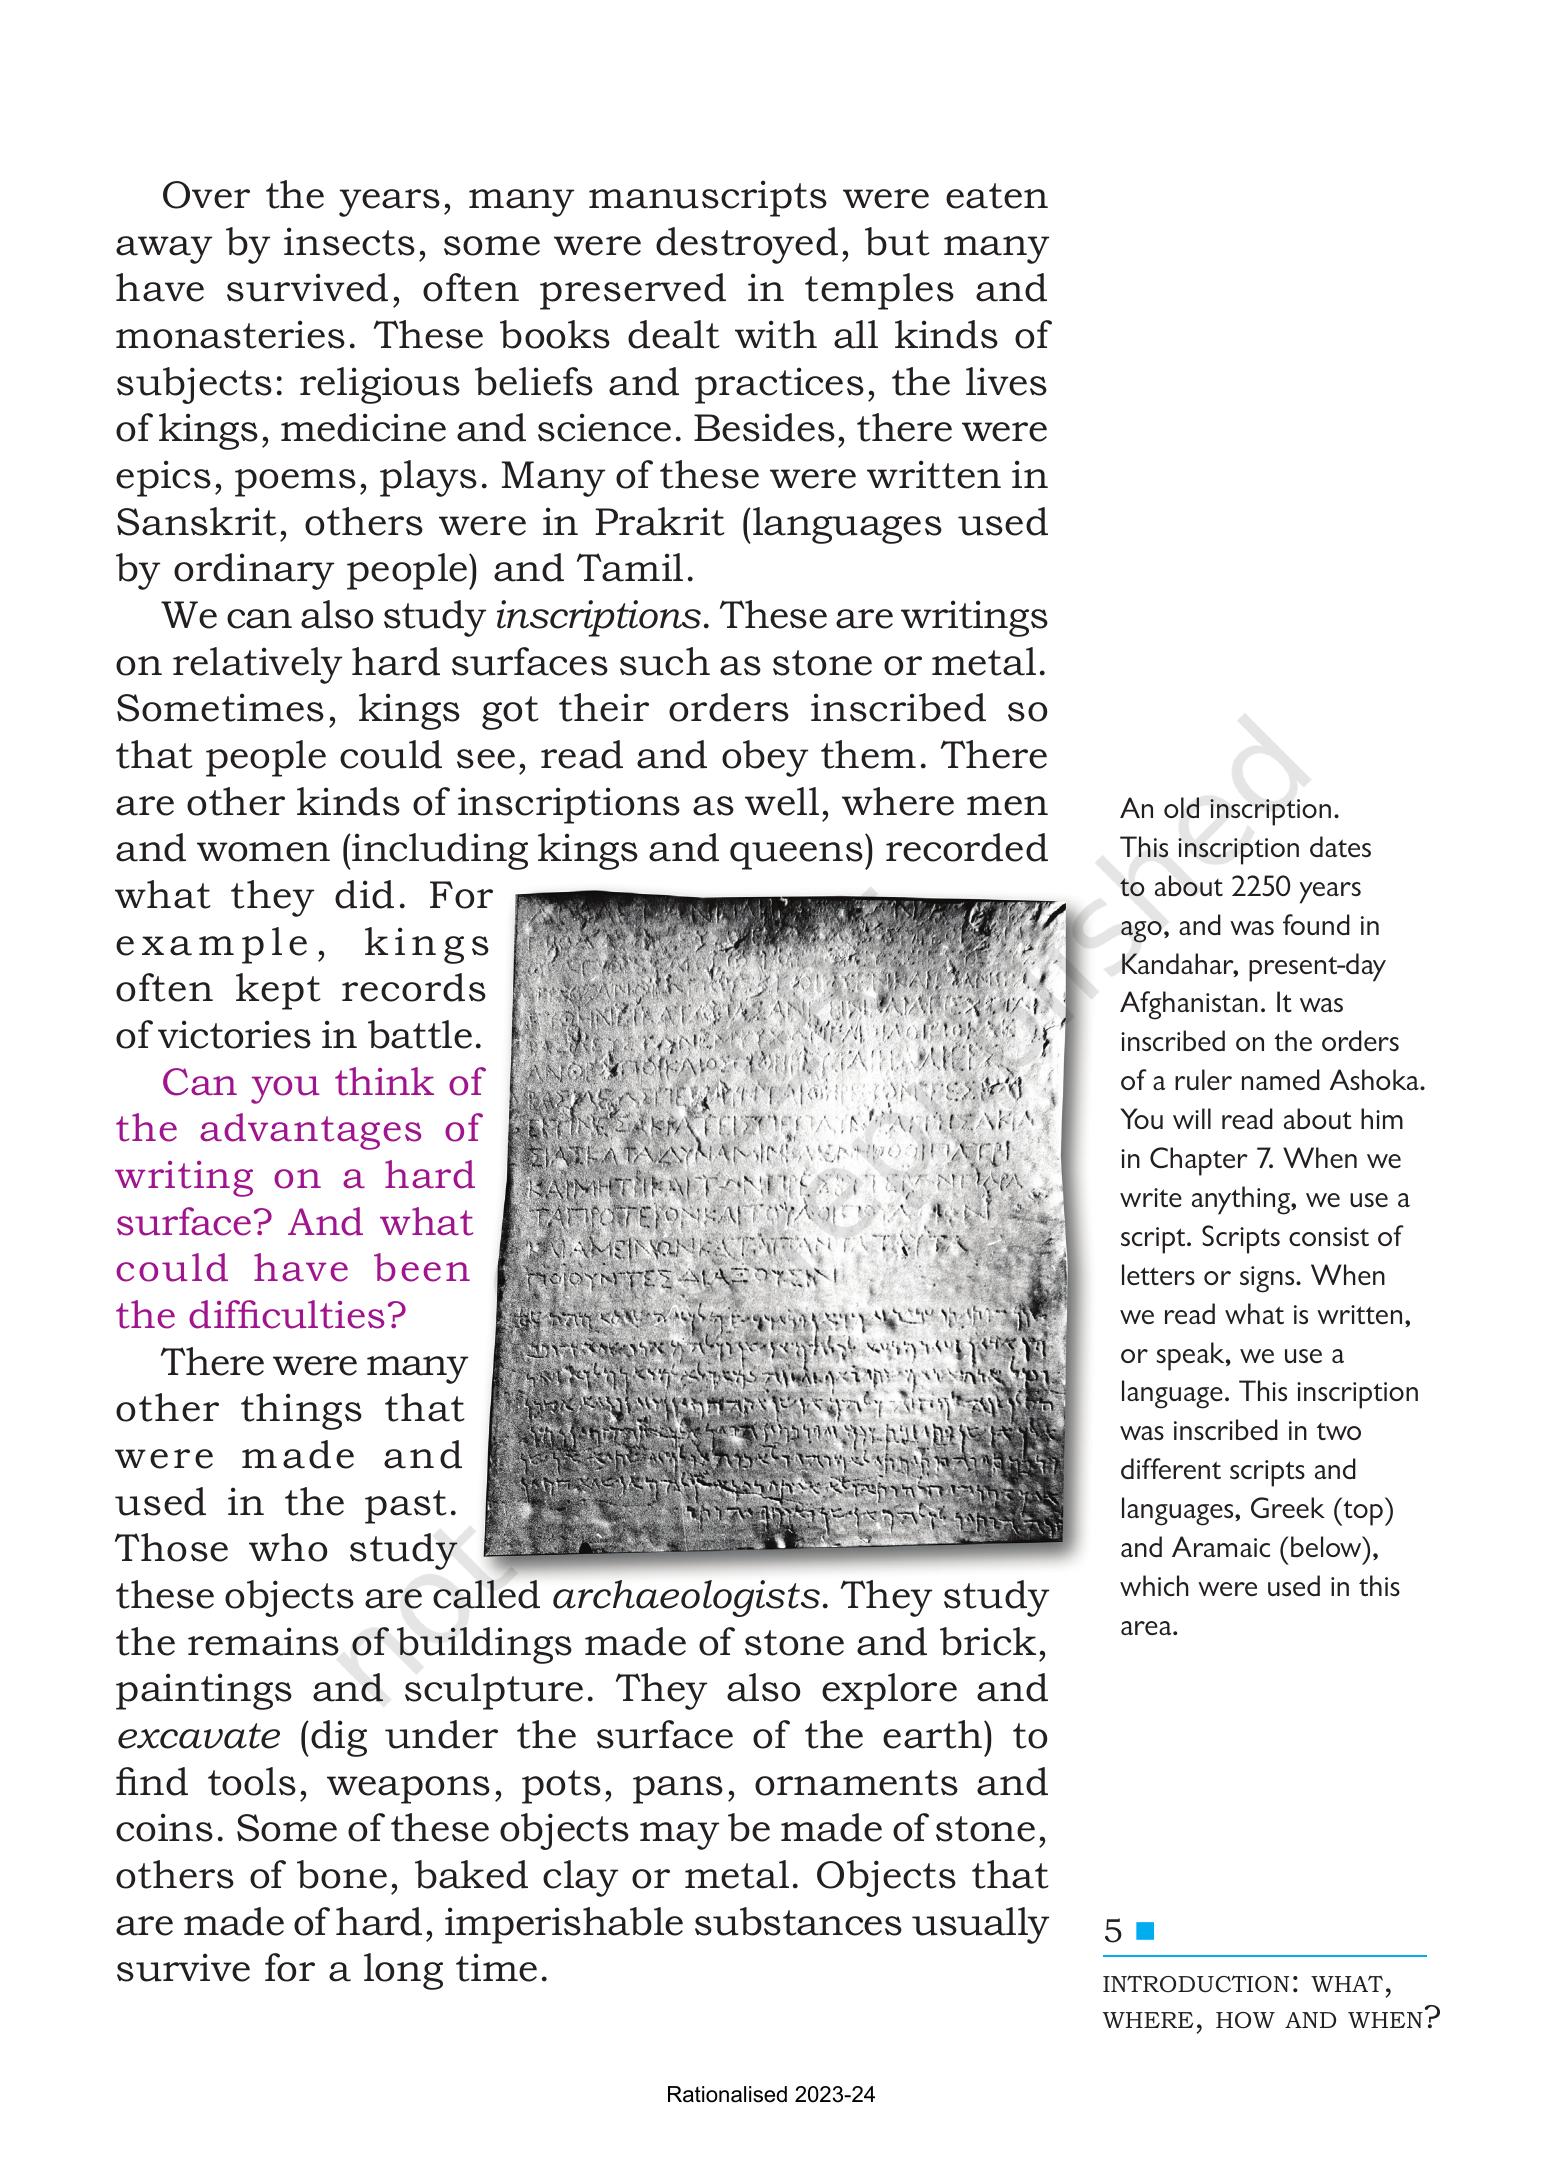 Over the years, many manuscripts were eaten
away by insects, some were destroyed, but many
have survived, often preserved in temples and
monasteries. These books dealt with all kinds of
subjects: religious beliefs and practices, the lives
of kings, medicine and science. Besides, there were
epics, poems, plays. Many of these were written in
Sanskrit, others were in Prakrit (languages used
by ordinary people) and Tamil.
We can also study inscriptions. These are writings
on relatively hard surfaces such as stone or metal.
Sometimes, kings got their orders inscribed so
that people could see, read and obey them. There
are other kinds of inscriptions as well, where men
and women (including kings and queens) recorded
what they did. For
example, kings
often kept records
of victories in battle.
Can you think of
the advantages of
writing on a hard
surface? And what
could have been
the difficulties?
There were many
other things that
were made and
used in the past.
Those who study
these objects are called archaeologists. They study
the remains of buildings made of stone and brick,
paintings and sculpture. They also explore and
excavate (dig under the surface of the earth) to
find tools, weapons, pots, pans, ornaments and
coins. Some of these objects may be made of stone,
others of bone, baked clay or metal. Objects that
are made of hard, imperishable substances usually
survive for a long time.
ΠΟΙΟΥΝΤΕΣ ΔΙΑΞΟΥΣΙΝ
An old inscription.
This inscription dates
to about 2250 years
ago, and was found in
Kandahar, present-day
Afghanistan. It was
inscribed on the orders
of a ruler named Ashoka.
You will read about him
in Chapter 7. When we
write anything, we use a
script. Scripts consist of
letters or signs. When
we read what is written,
or speak, we use a
language. This inscription
was inscribed in two
different scripts and
languages, Greek (top)
and Aramaic (below),
which were used in this
area.
5
INTRODUCTION: WHAT,
WHERE, HOW AND WHEN?
Rationalised 2023-24